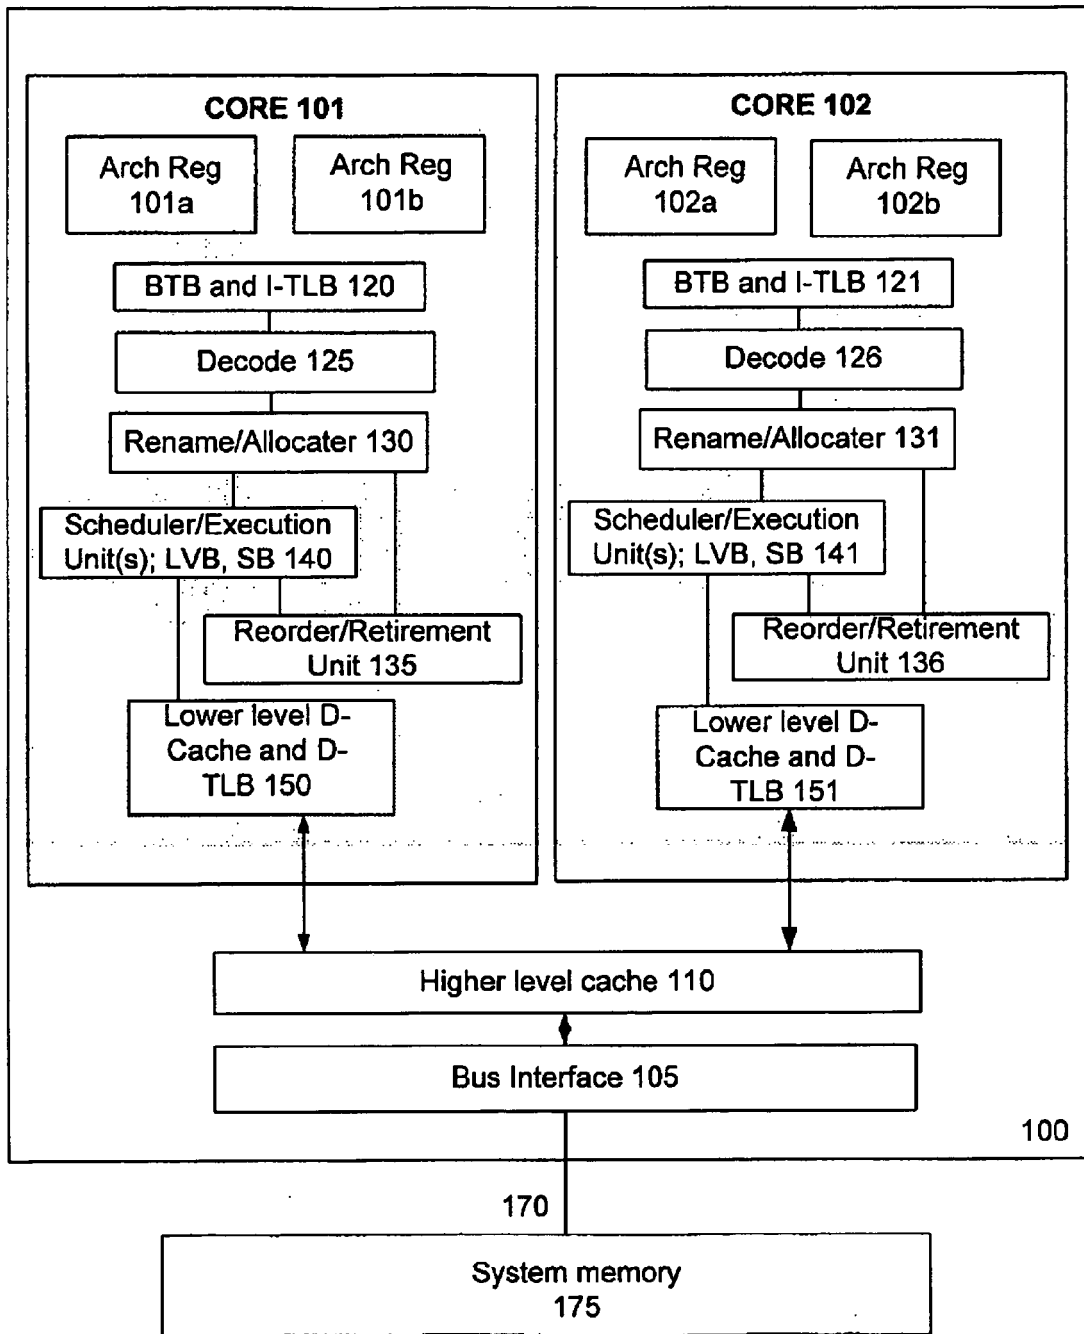 CORE 101
Arch Reg
101a
Arch Reg
101b
BTB and I-TLB 120
Decode 125
Rename/Allocater 130
Scheduler/Execution
Unit(s); LVB, SB 140
Reorder/Retirement
Unit 135
Lower level D-
Cache and D-
TLB 150
CORE 102
Arch Reg
102a
Arch Reg
102b
BTB and I-TLB 121
Decode 126
Rename/Allocater 131
Scheduler/Execution
Unit(s); LVB, SB 141
Reorder/Retirement
Unit 136
Lower level D-
Cache and D-
TLB 151
Higher level cache 110
Bus Interface 105
100
170
System memory
175